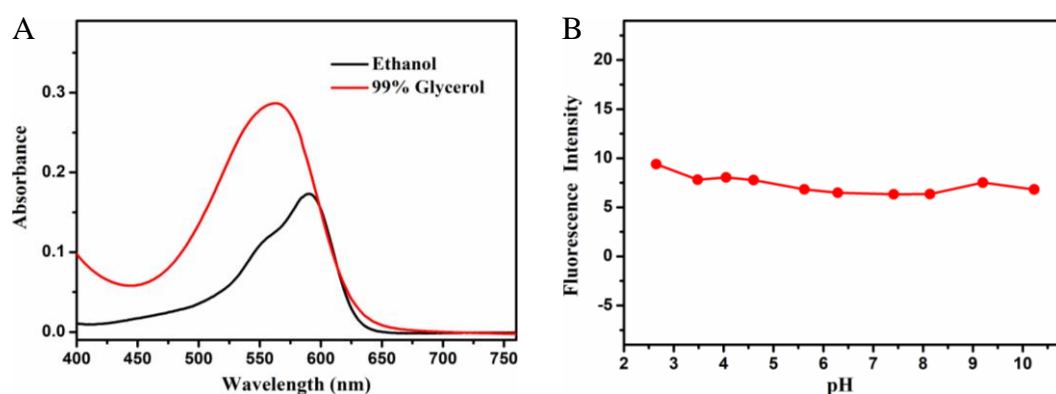 A
Ethanol
99% Glycerol
0.3
0.2
0.1
0.0
Absorbance
400 450 500 550 600 650 700 750
Wavelength (nm)
B
20
15
10
5
0
-5
Fluorescence Intensity
2 3 4 5 6 7 8 9 10
pH